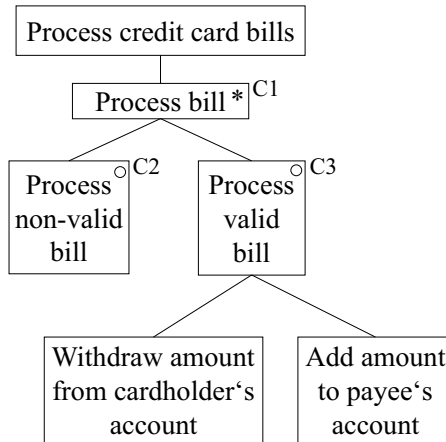 Process credit card bills
Process bill * C1
Process
non-valid
bill
C2
Process
valid
bill
C3
Withdraw amount
from cardholder‘s
account
Add amount
to payee‘s
account